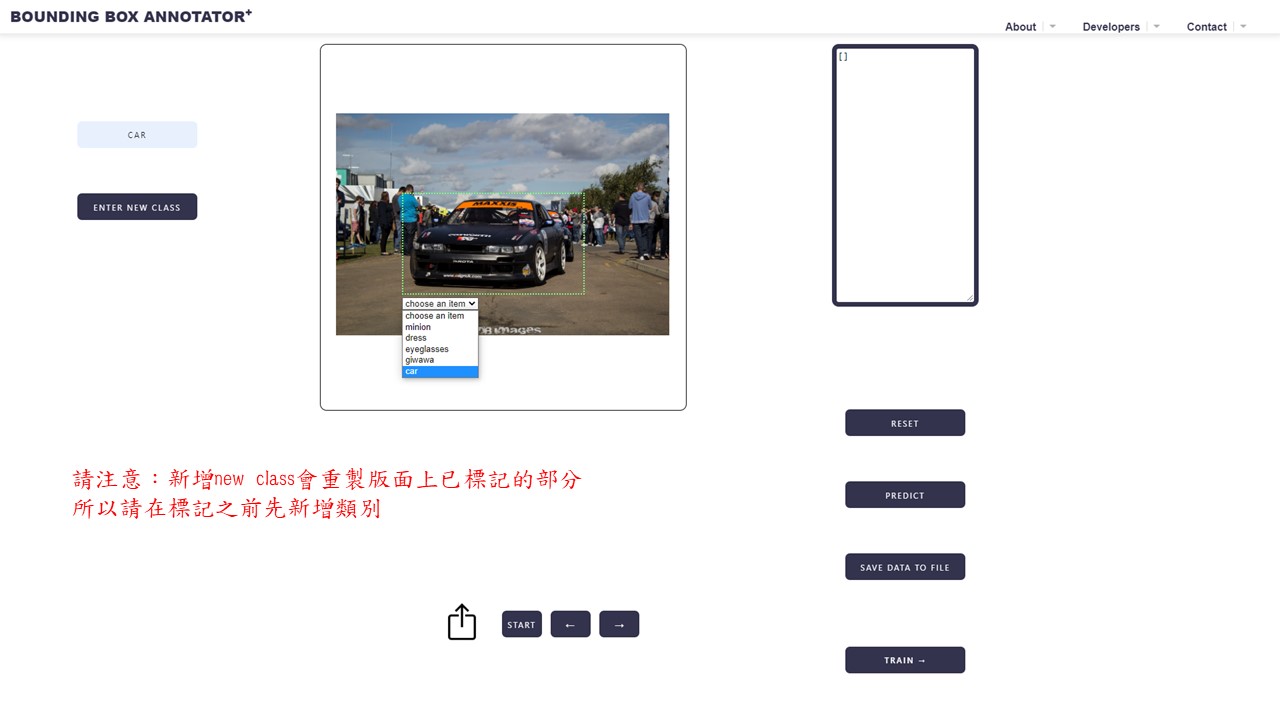 BOUNDING BOX ANNOTATOR+
About
Developers
Contact
[]
CAR
ENTER NEW CLASS
MAXXIS
choose an item
choose an item
minion
dress
eyeglasses
giwawa
car
RESET
請注意：新增new class會重製版面上已標記的部分
所以請在標記之前先新增類別
PREDICT
SAVE DATA TO FILE
START
←
→
TRAIN →